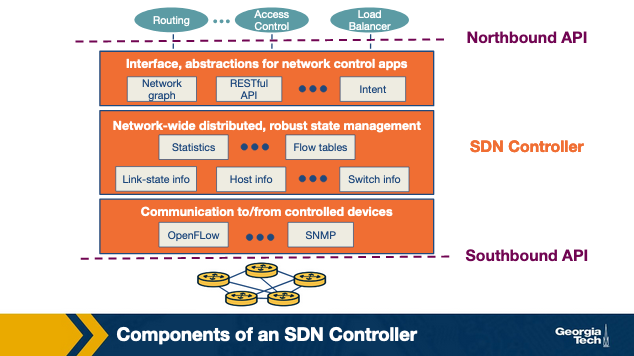 Routing
Access
Control
Load
Balancer
Northbound API
Interface, abstractions for network control apps
Network
graph
RESTful
API
Intent
Network-wide distributed, robust state management
Statistics
Flow tables
SDN Controller
Link-state info
Host info
Switch info
Communication to/from controlled devices
OpenFLow
SNMP
Southbound API
Components of an SDN Controller
Georgia
Tech